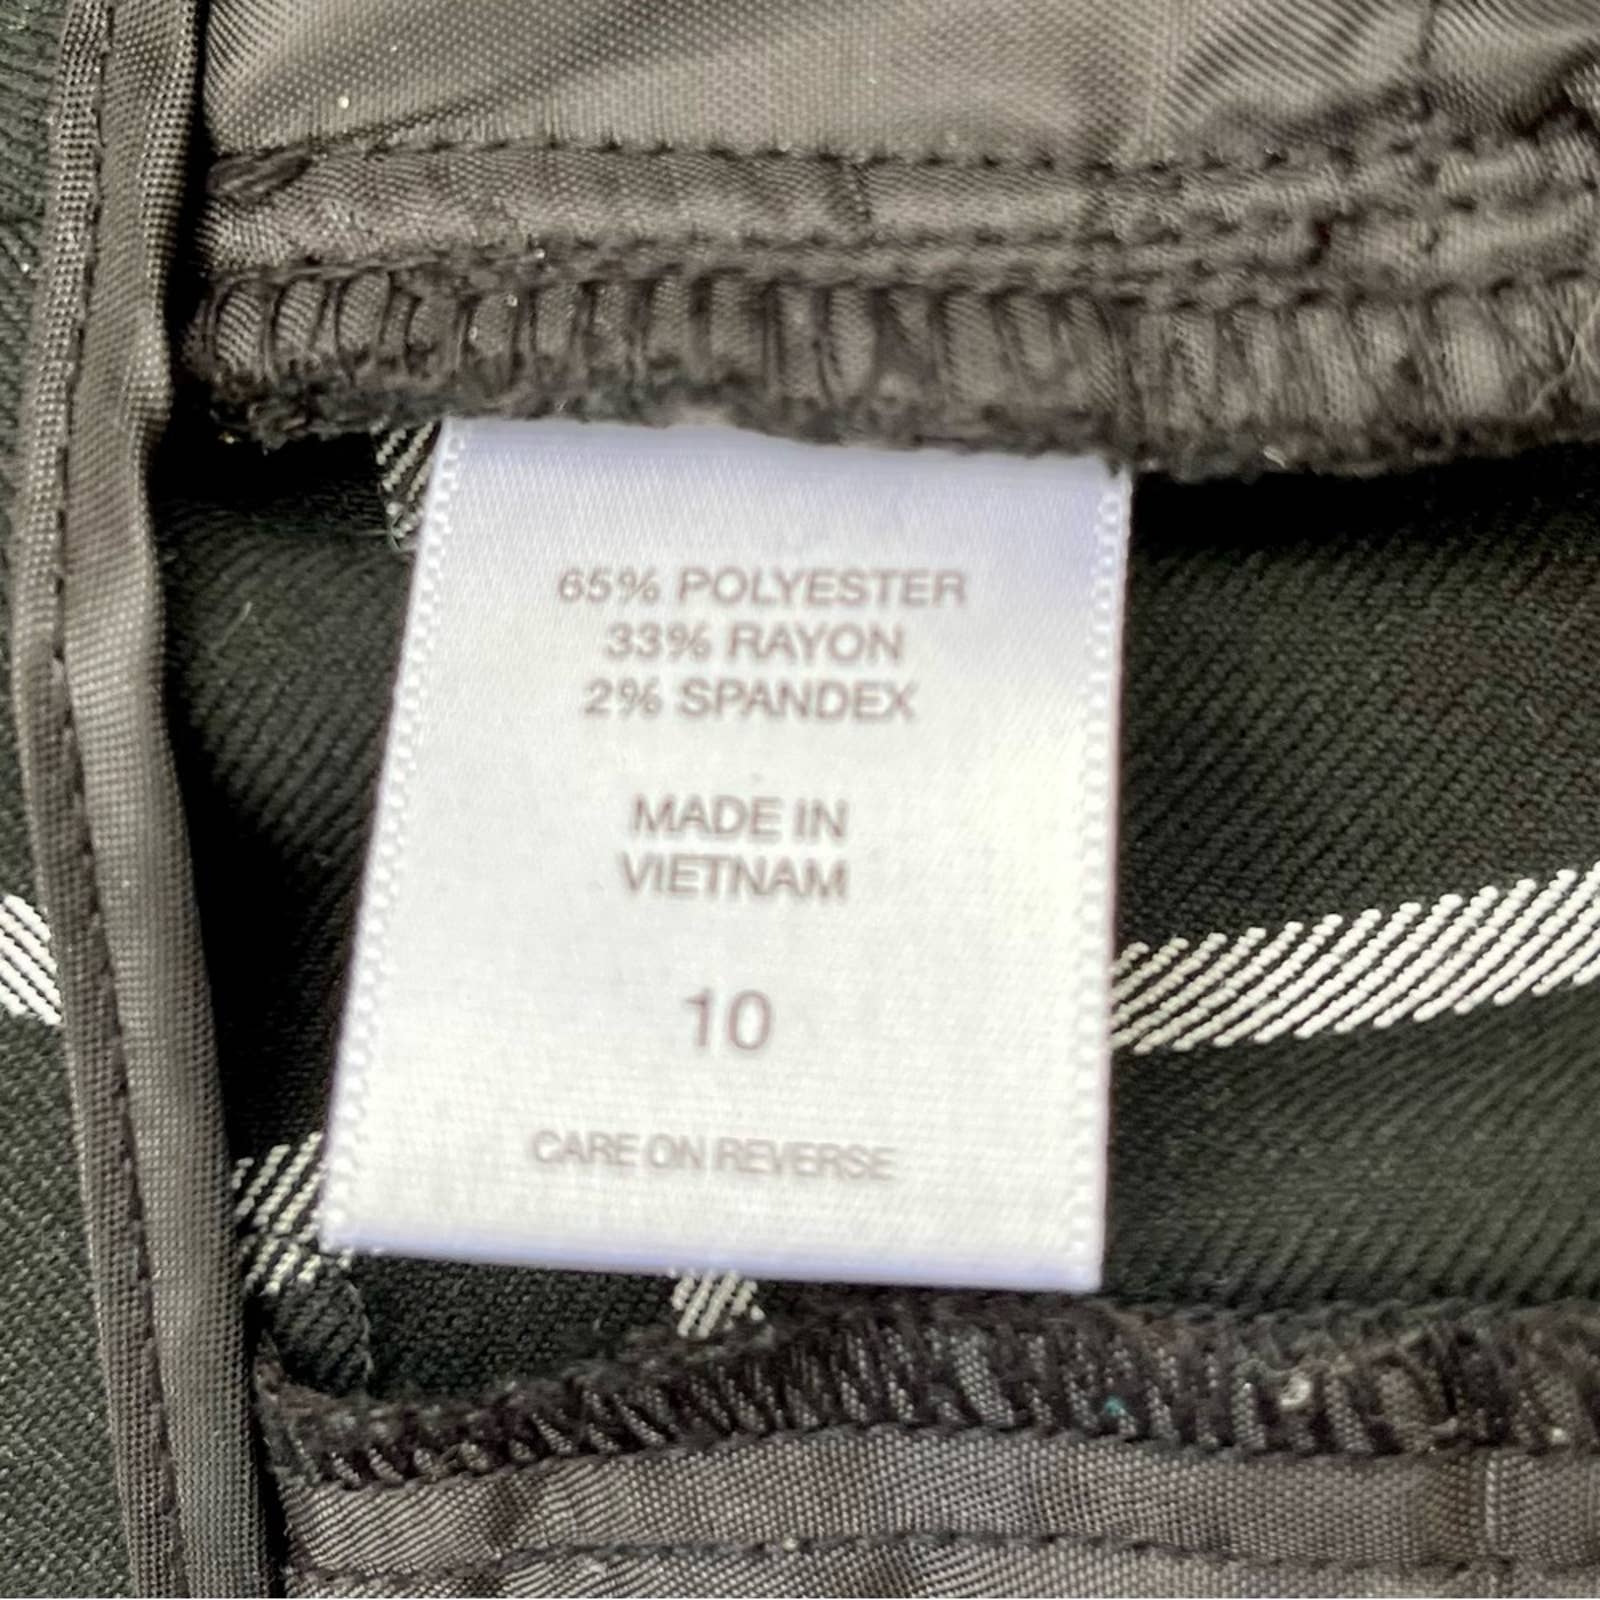 65% POLYESTER
33% RAYON
2% SPANDEX
MADE IN
VIETNAM
10
CARE ON REVERSE